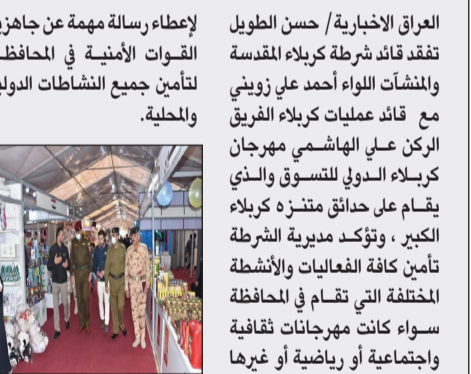 العراق الاخبارية/ حسن الطويل
تفقد قائد شرطة كربلاء المقدسة
والمنشآت اللواء أحمد علي زويني
مع قائد عمليات كربلاء الفريق
الركن علي الهاشمي مهرجان
كربلاء الدولي للتسوق والذي
يقام على حدائق متنزه كربلاء
الكبير ، وتؤكد مديرية الشرطة
تأمين كافة الفعاليات والأنشطة
المختلفة التي تقام في المحافظة
سواء كانت مهرجانات ثقافية
واجتماعية أو رياضية أو غيرها
لإعطاء رسالة مهمة عن
القوات الأمنية في
لتأمين جميع النشاطات
والمحلية.